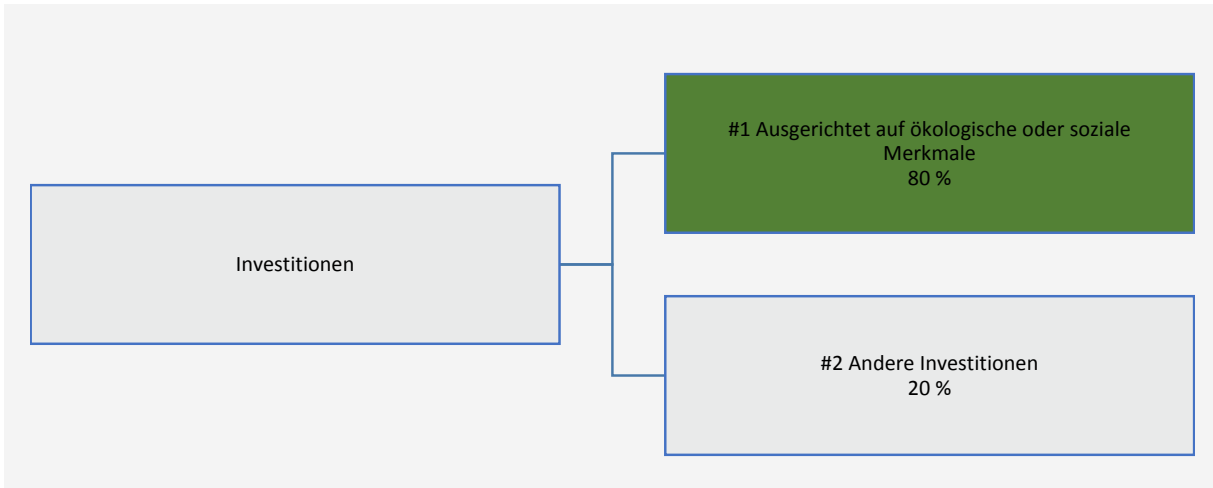 Investitionen
#1 Ausgerichtet auf ökologische oder soziale
Merkmale
80 %
#2 Andere Investitionen
20 %